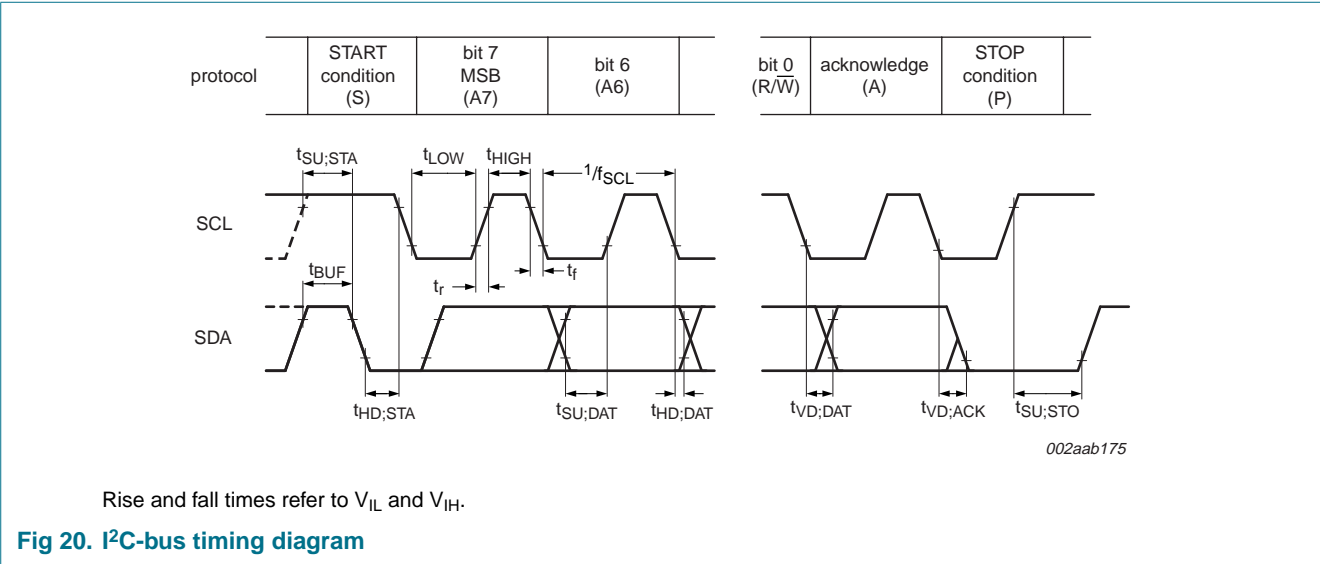 protocol
START
condition
(S)
bit 7
MSB
(A7)
bit 6
(A6)
bit 0
(R/W̅)
acknowledge
(A)
STOP
condition
(P)
tSU;STA
tLOW
tHIGH
1/fSCL
SCL
tBUF
tr
tf
SDA
tHD;STA
tSU;DAT
tHD;DAT
tVD;DAT
tVD;ACK
tSU;STO
002aab175
Rise and fall times refer to VIL and VIH.
Fig 20. I²C-bus timing diagram